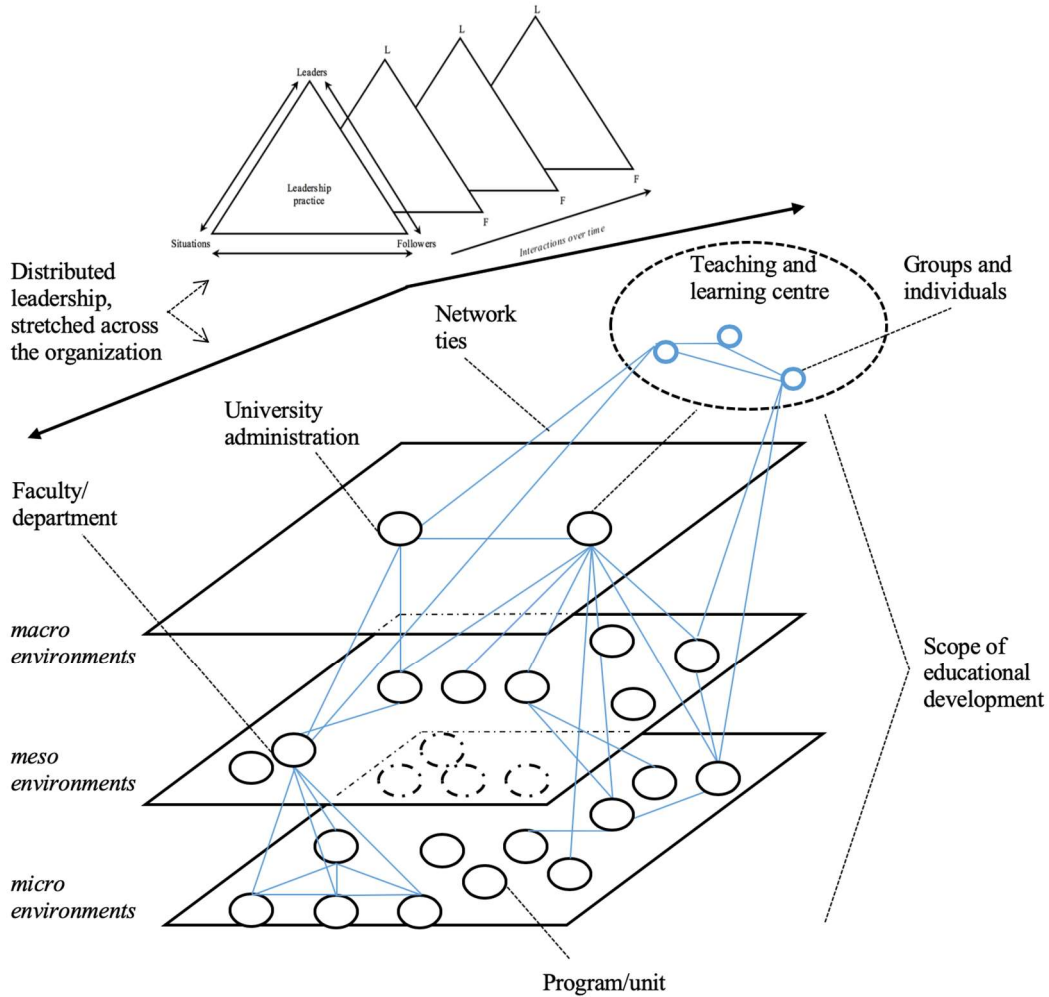 L
L
L
Leaders
Leadership
practice
Situations
Followers
F
F
F
Interactions over time
Distributed
leadership,
stretched across
the organization
Teaching and
learning centre
Groups and
individuals
Network
ties
University
administration
Faculty/
department
macro
environments
meso
environments
micro
environments
Scope of
educational
development
Program/unit